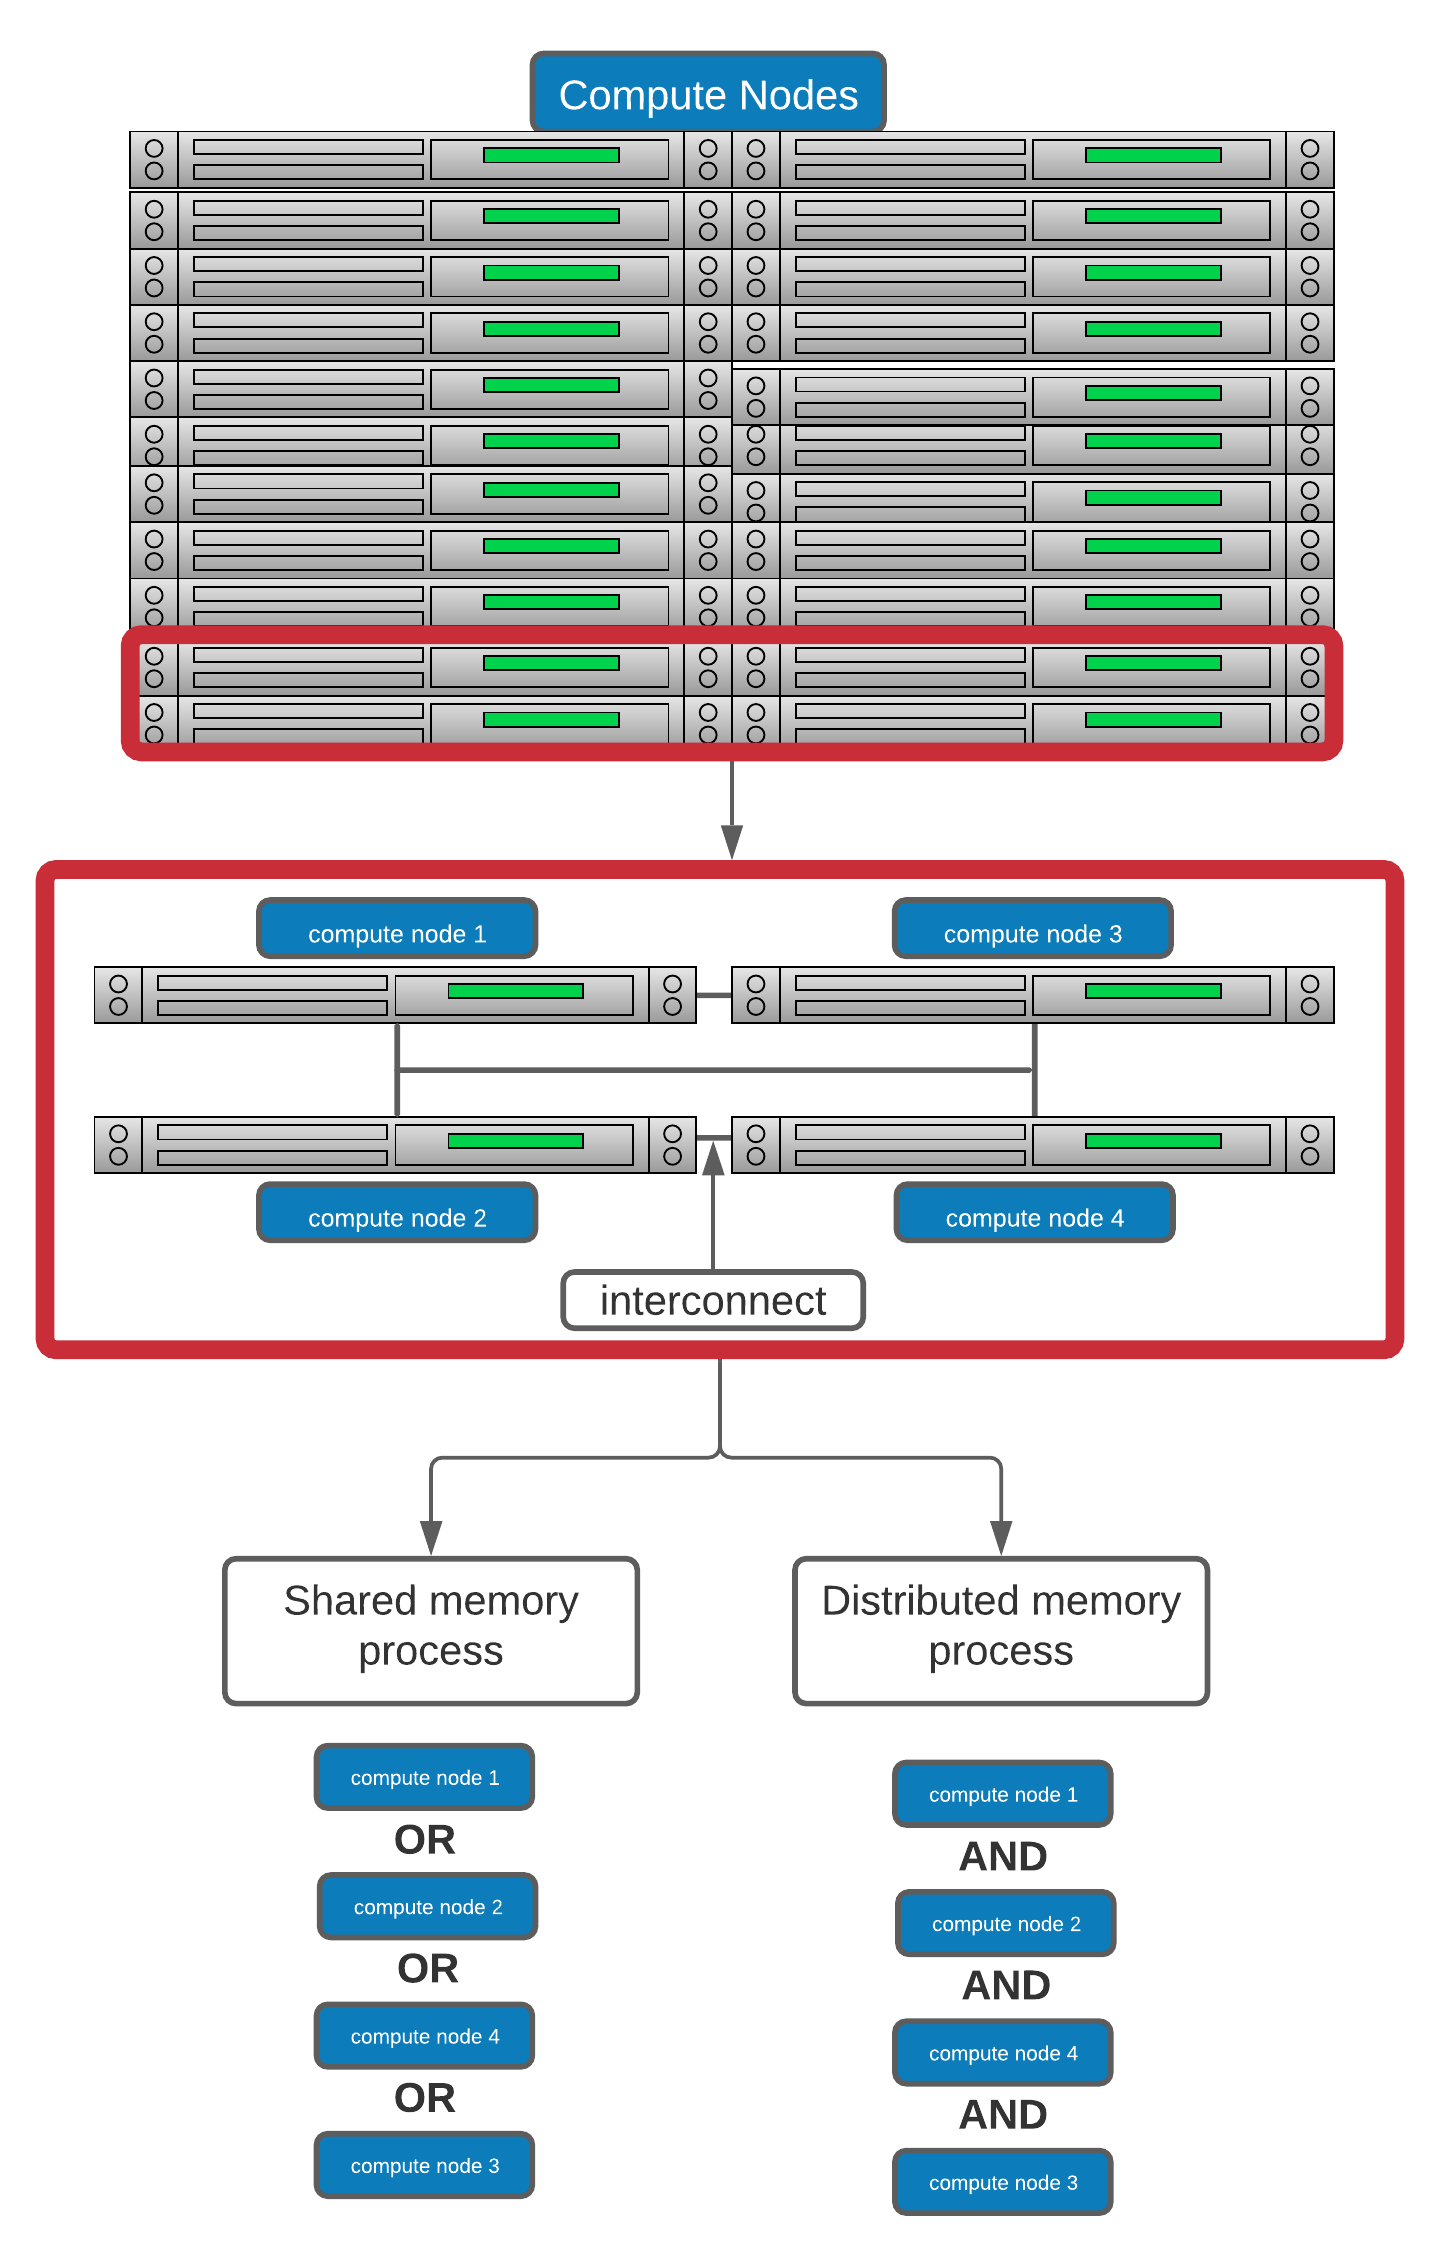 Compute Nodes
compute node 1
compute node 3
compute node 2
compute node 4
interconnect
Shared memory
process
Distributed memory
process
compute node 1
OR
compute node 2
OR
compute node 4
OR
compute node 3
compute node 1
AND
compute node 2
AND
compute node 4
AND
compute node 3